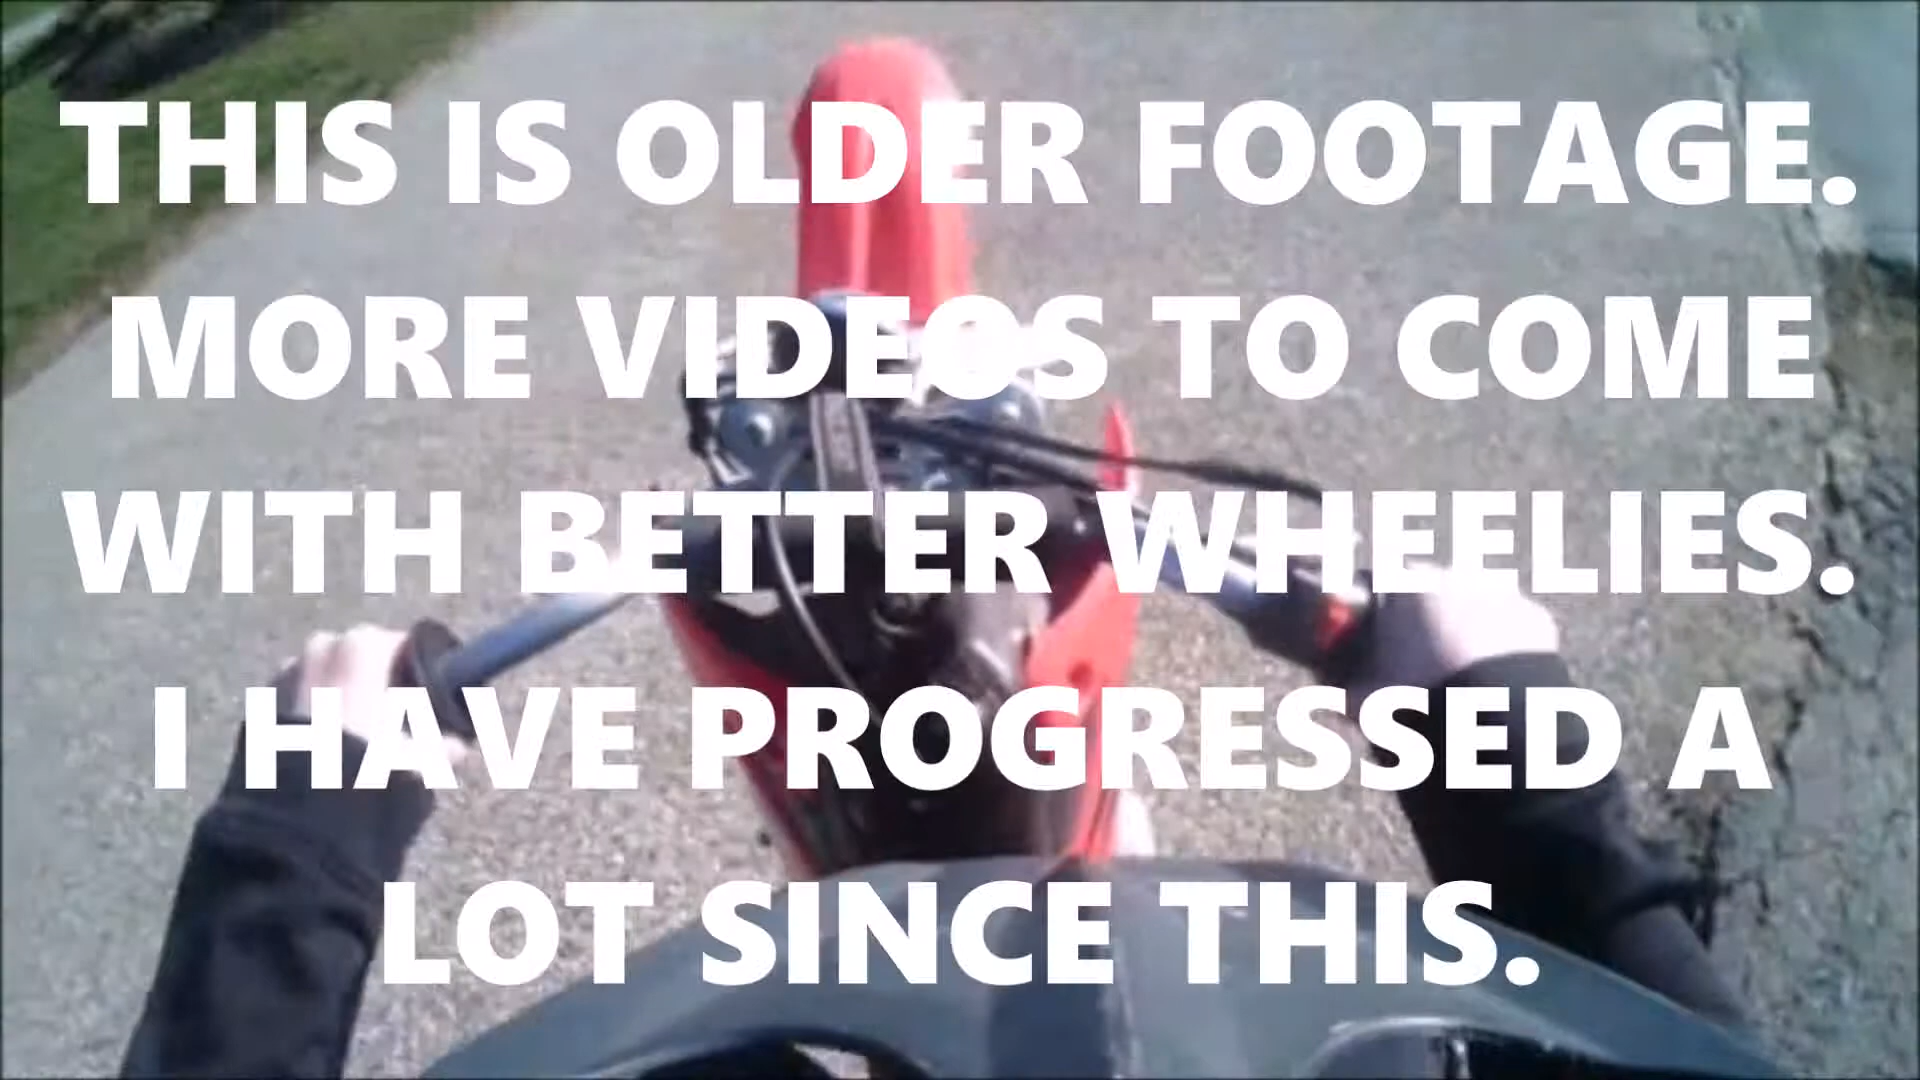 THIS IS OLDER FOOTAGE.
MORE VIDEOS TO COME
WITH BETTER WHEELIES.
I HAVE PROGRESSED A
LOT SINCE THIS.